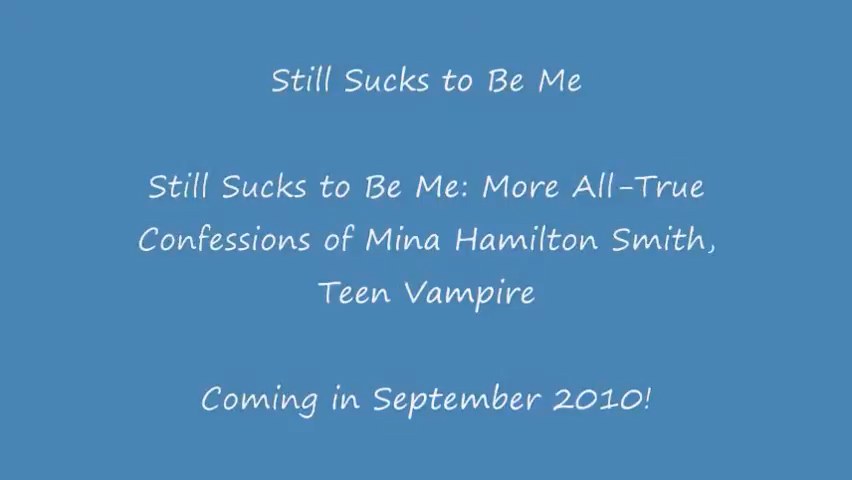 Still Sucks to Be Me
Still Sucks to Be Me: More All-True
Confessions of Mina Hamilton Smith,
Teen Vampire
Coming in September 2010!